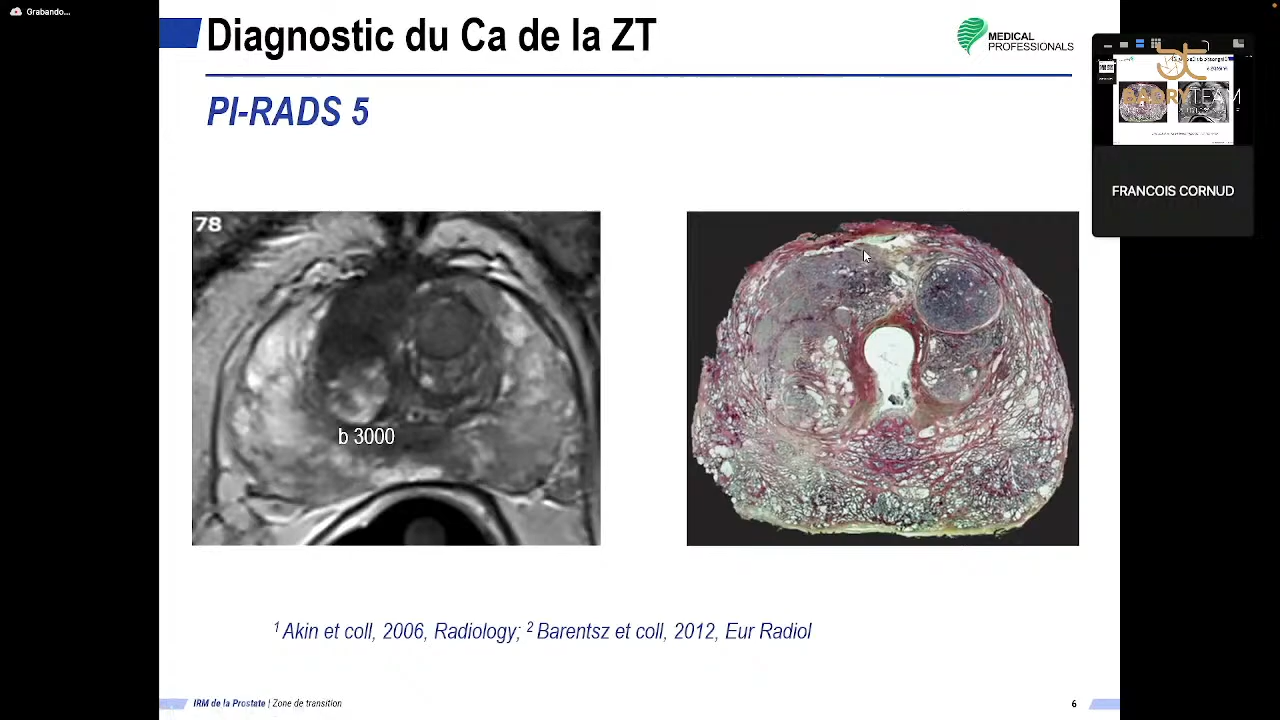 Grabando...
Diagnostic du Ca de la ZT
MEDICAL
PROFESSIONALS
PI-RADS 5
BADRYTEAM
FRANCOIS CORNUD
78
b 3000
1 Akin et coll, 2006, Radiology; 2 Barentsz et coll, 2012, Eur Radiol
IRM de la Prostate | Zone de transition
6